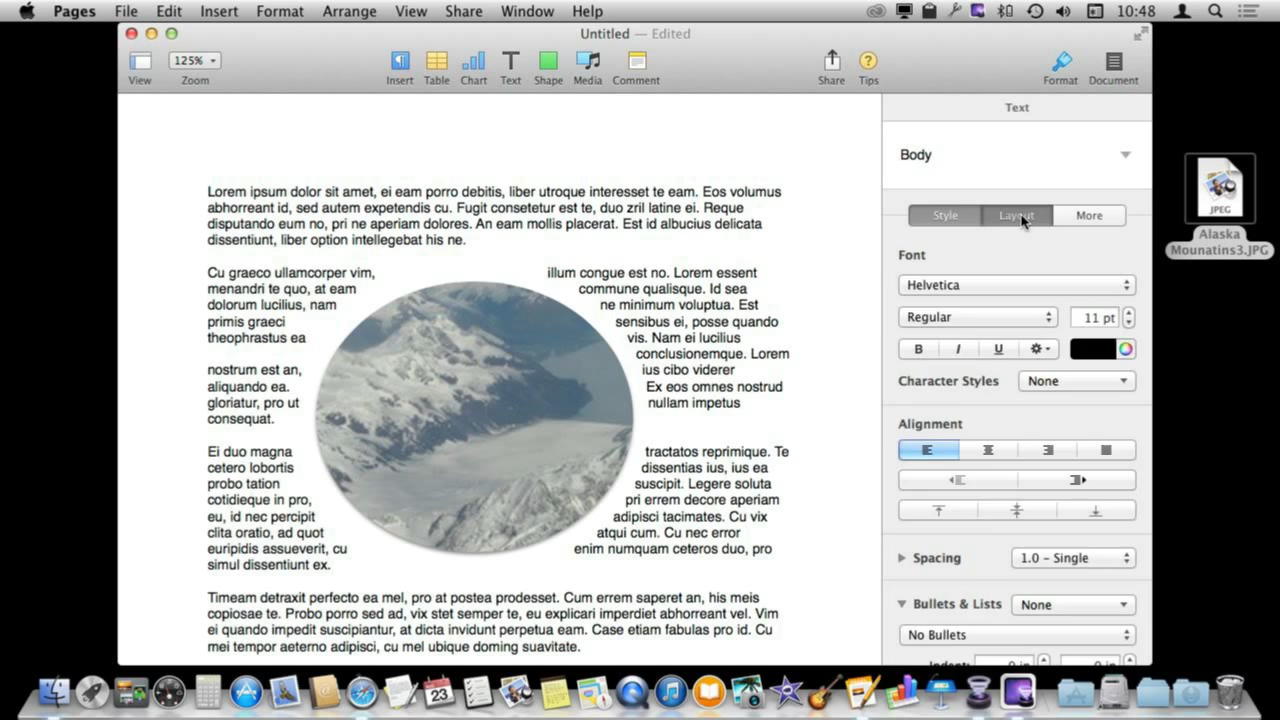 Pages File Edit Insert Format Arrange View Share Window Help 10:48
Untitled — Edited
125%
View Zoom Insert Table Chart Text Shape Media Comment Share Tips Format Document
Text
Body
Style Layout More
Font
Helvetica
Regular 11 pt
B I U
Character Styles None
Alignment
Spacing 1.0 – Single
Bullets & Lists None
No Bullets
Indent: 0 in 0 in
Lorem ipsum dolor sit amet, ei eam porro debitis, liber utroque interesset te eam. Eos volumus
abhorreant id, sed autem expetendis cu. Fugit consetetur est te, duo zril latine ei. Reque
disputando eum no, pri ne aperiam dolores. An eam mollis placerat. Est id albucius delicata
dissentiunt, liber option intellegebat his ne.
Cu graeco ullamcorper vim, illum congue est no. Lorem essent
menandri te quo, at eam commune qualisque. Id sea
dolorum lucilius, nam ne minimum voluptua. Est
primis graeci sensibus ei, posse quando
theophrastus ea vis. Nam ei lucilius
conclusionemque. Lorem
nostrum est an, ius cibo viderer
aliquando ea. Ex eos omnes nostrud
gloriatur, pro ut nullam impetus
consequat.
Ei duo magna tractatos reprimique. Te
cetero lobortis dissentias ius, ius ea
probo tation suscipit. Legere soluta
cotidieque in pro, pri errem decore aperiam
eu, id nec percipit adipisci tacimates. Cu vix
clita oratio, ad quot atqui cum. Cu nec error
euripidis assueverit, cu enim numquam ceteros duo, pro
simul dissentiunt ex.
Timeam detraxit perfecto ea mel, pro at postea prodesset. Cum errem saperet an, his meis
copiosae te. Probo porro sed ad, vix stet semper te, eu explicari imperdiet abhorreant vel. Vim
ei quando impedit suscipiantur, at dicta invidunt perpetua eam. Case etiam fabulas pro id. Cu
mei tempor aeterno adipisci, cu mel ubique doming suavitate.
JPEG
Alaska
Mounatins3.JPG
23